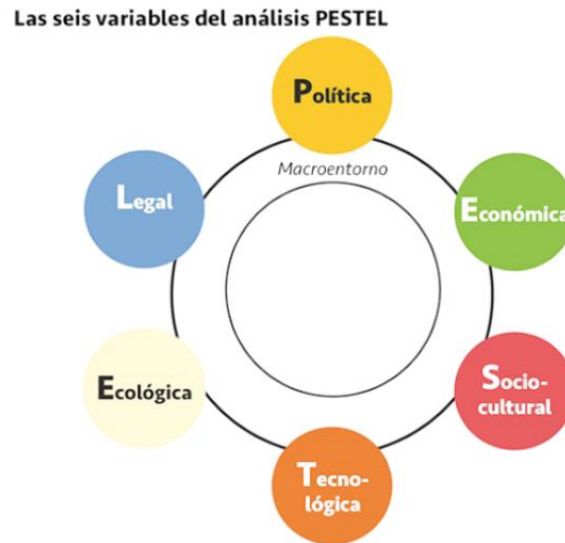 Las seis variables del análisis PESTEL
Política
Macroentorno
Legal
Económica
Ecológica
Socio-
cultural
Tecno-
lógica